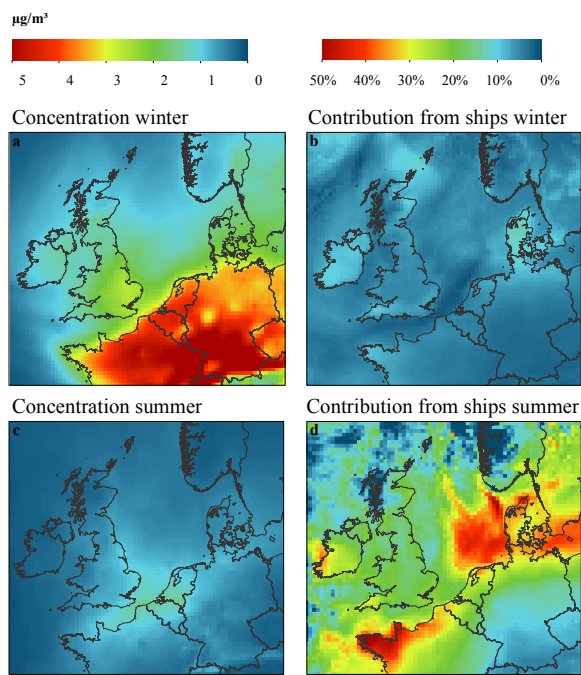 µg/m³
5 4 3 2 1 0
50% 40% 30% 20% 10% 0%
Concentration winter
Contribution from ships winter
a
b
Concentration summer
Contribution from ships summer
c
d